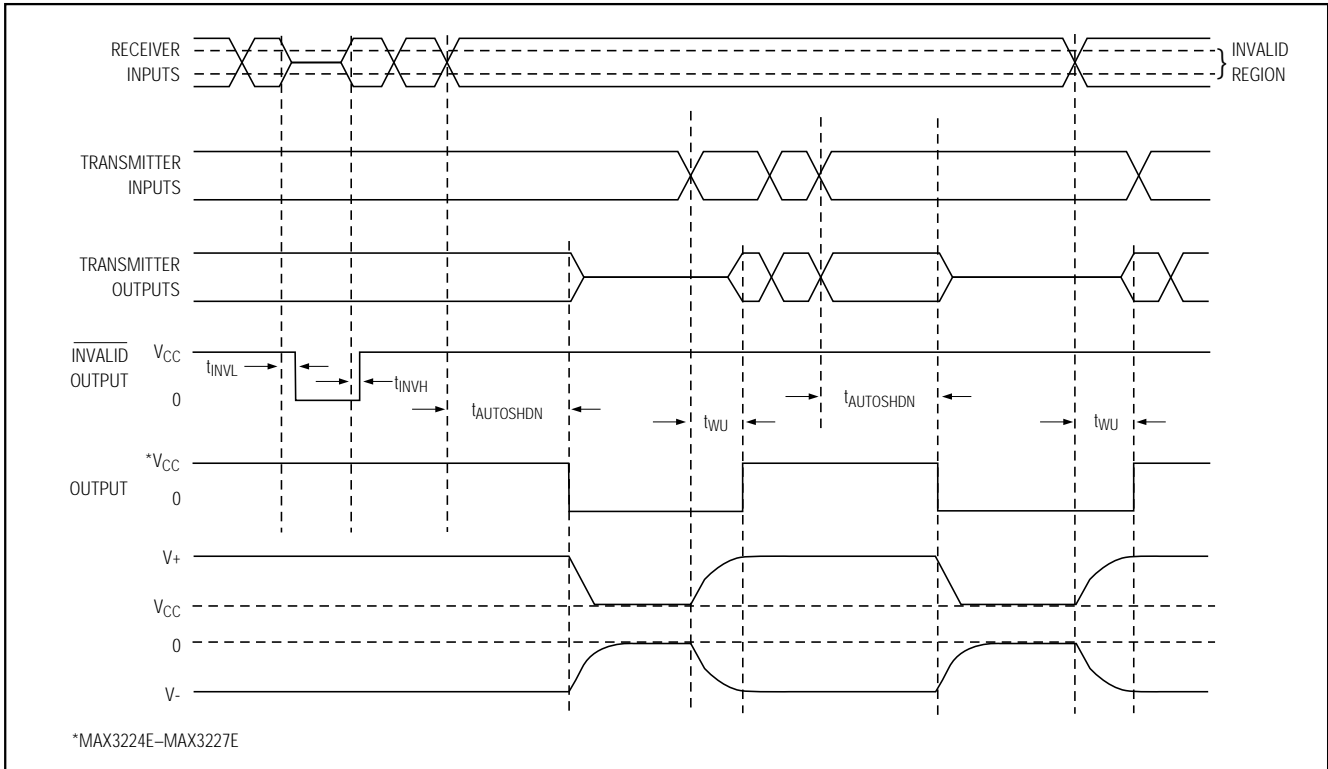 RECEIVER
INPUTS
INVALID
REGION
TRANSMITTER
INPUTS
TRANSMITTER
OUTPUTS
INVALID
OUTPUT
VCC
0
tINVL
tINVH
tAUTOSHDN
tWU
tAUTOSHDN
tWU
*VCC
OUTPUT
0
V+
VCC
0
V-
*MAX3224E–MAX3227E